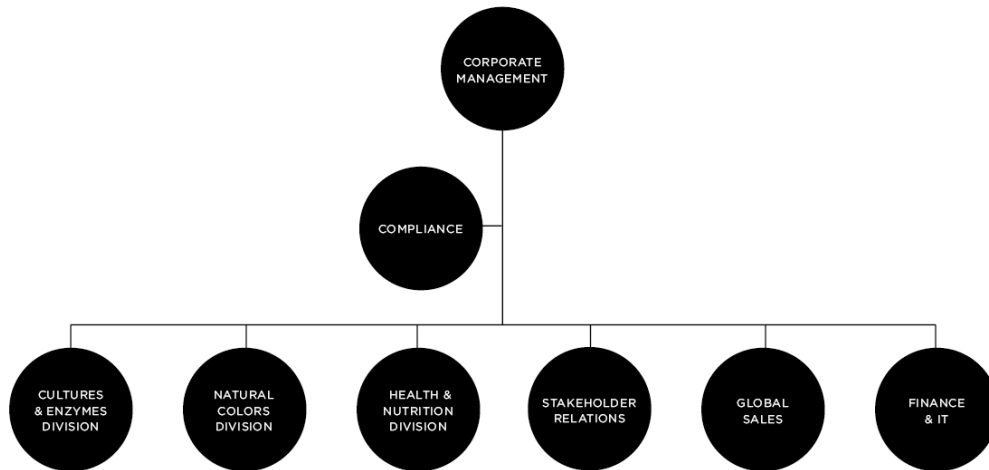 CORPORATE
MANAGEMENT
COMPLIANCE
CULTURES
& ENZYMES
DIVISION
NATURAL
COLORS
DIVISION
HEALTH &
NUTRITION
DIVISION
STAKEHOLDER
RELATIONS
GLOBAL
SALES
FINANCE
& IT